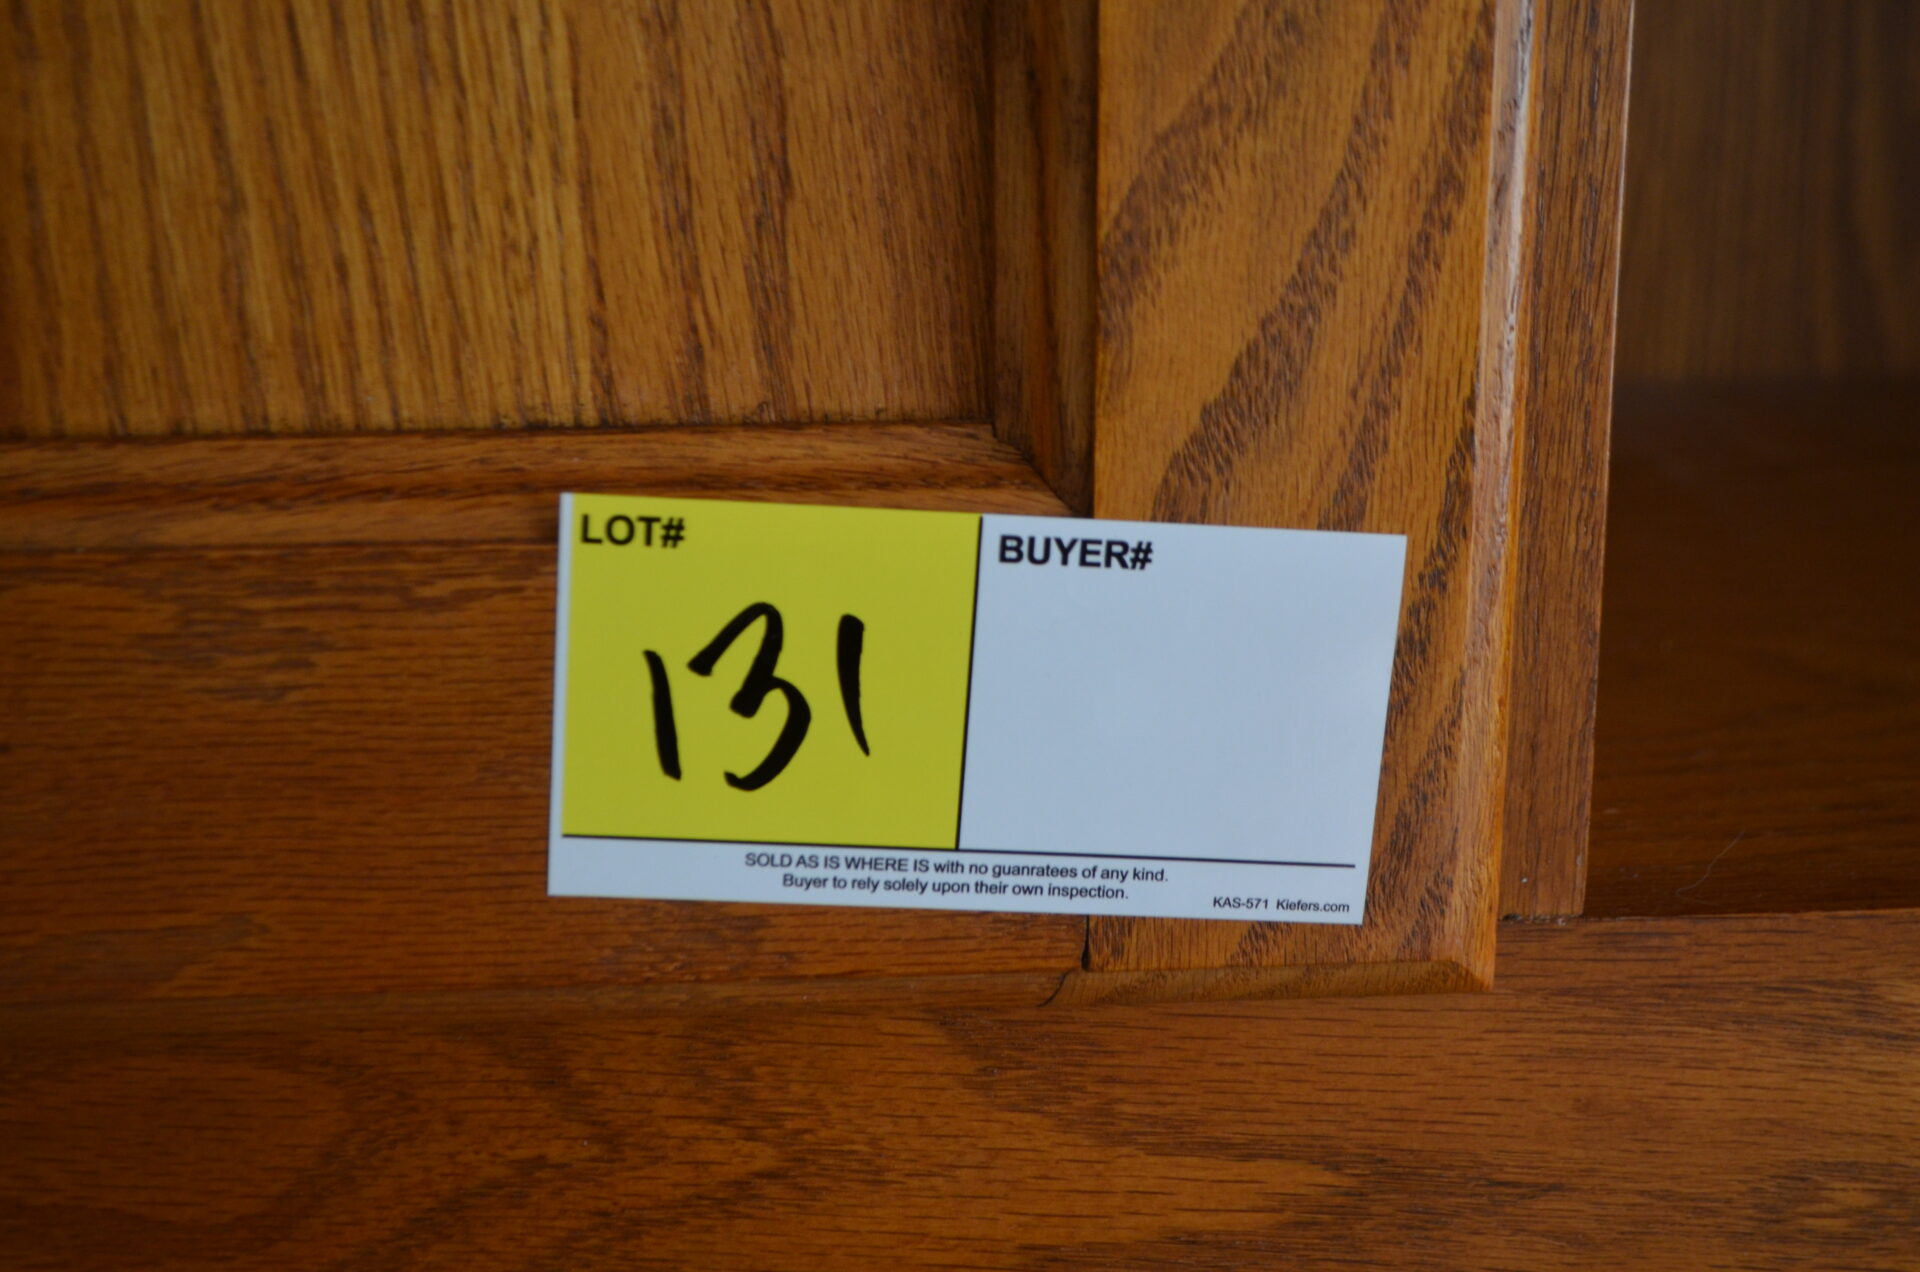 LOT#
BUYER#
131
SOLD AS IS WHERE IS with no guanratees of any kind.
Buyer to rely solely upon their own inspection.
KAS-571 Kiefers.com